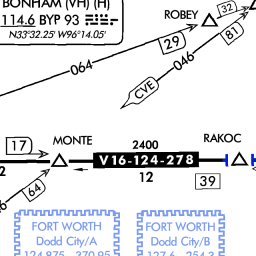 BONHAM (VH) (H)
114.6 BYP 93
N33°32.25' W96°14.05'
ROBEY
32
29
81
064
046
CVE
17
MONTE
2400
RAKOC
V16-124-278
12
39
2
64
6
FORT WORTH
Dodd City/A
124.875 370.95
FORT WORTH
Dodd City/B
127.6 254.3